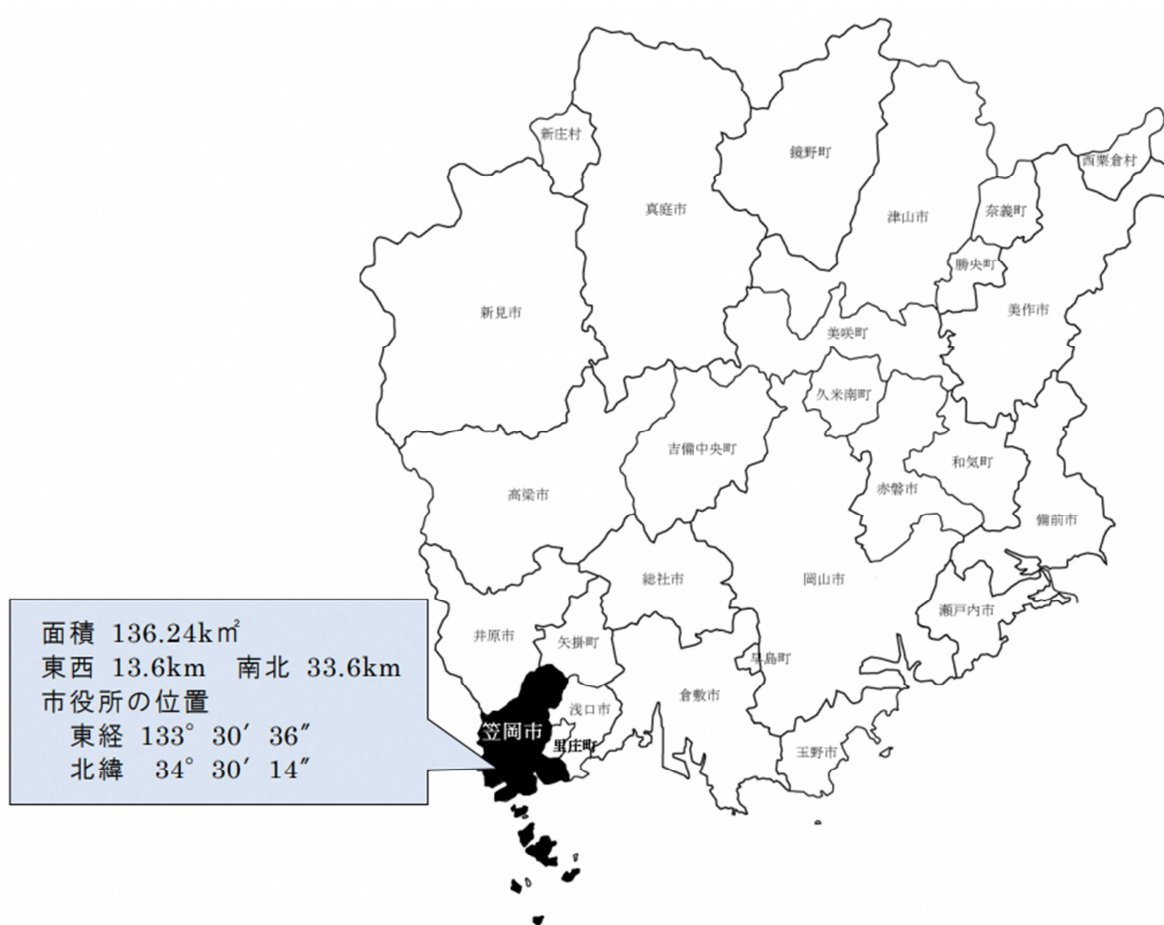 新庄村
鏡野町
西粟倉村
真庭市
津山市
奈義町
勝央町
新見市
美作市
美咲町
久米南町
吉備中央町
和気町
高梁市
赤磐市
備前市
総社市
岡山市
瀬戸内市
井原市
矢掛町
早島町
倉敷市
浅口市
笠岡市
里庄町
玉野市
面積 136.24k㎡
東西 13.6km 南北 33.6km
市役所の位置
東経 133° 30′ 36″
北緯 34° 30′ 14″